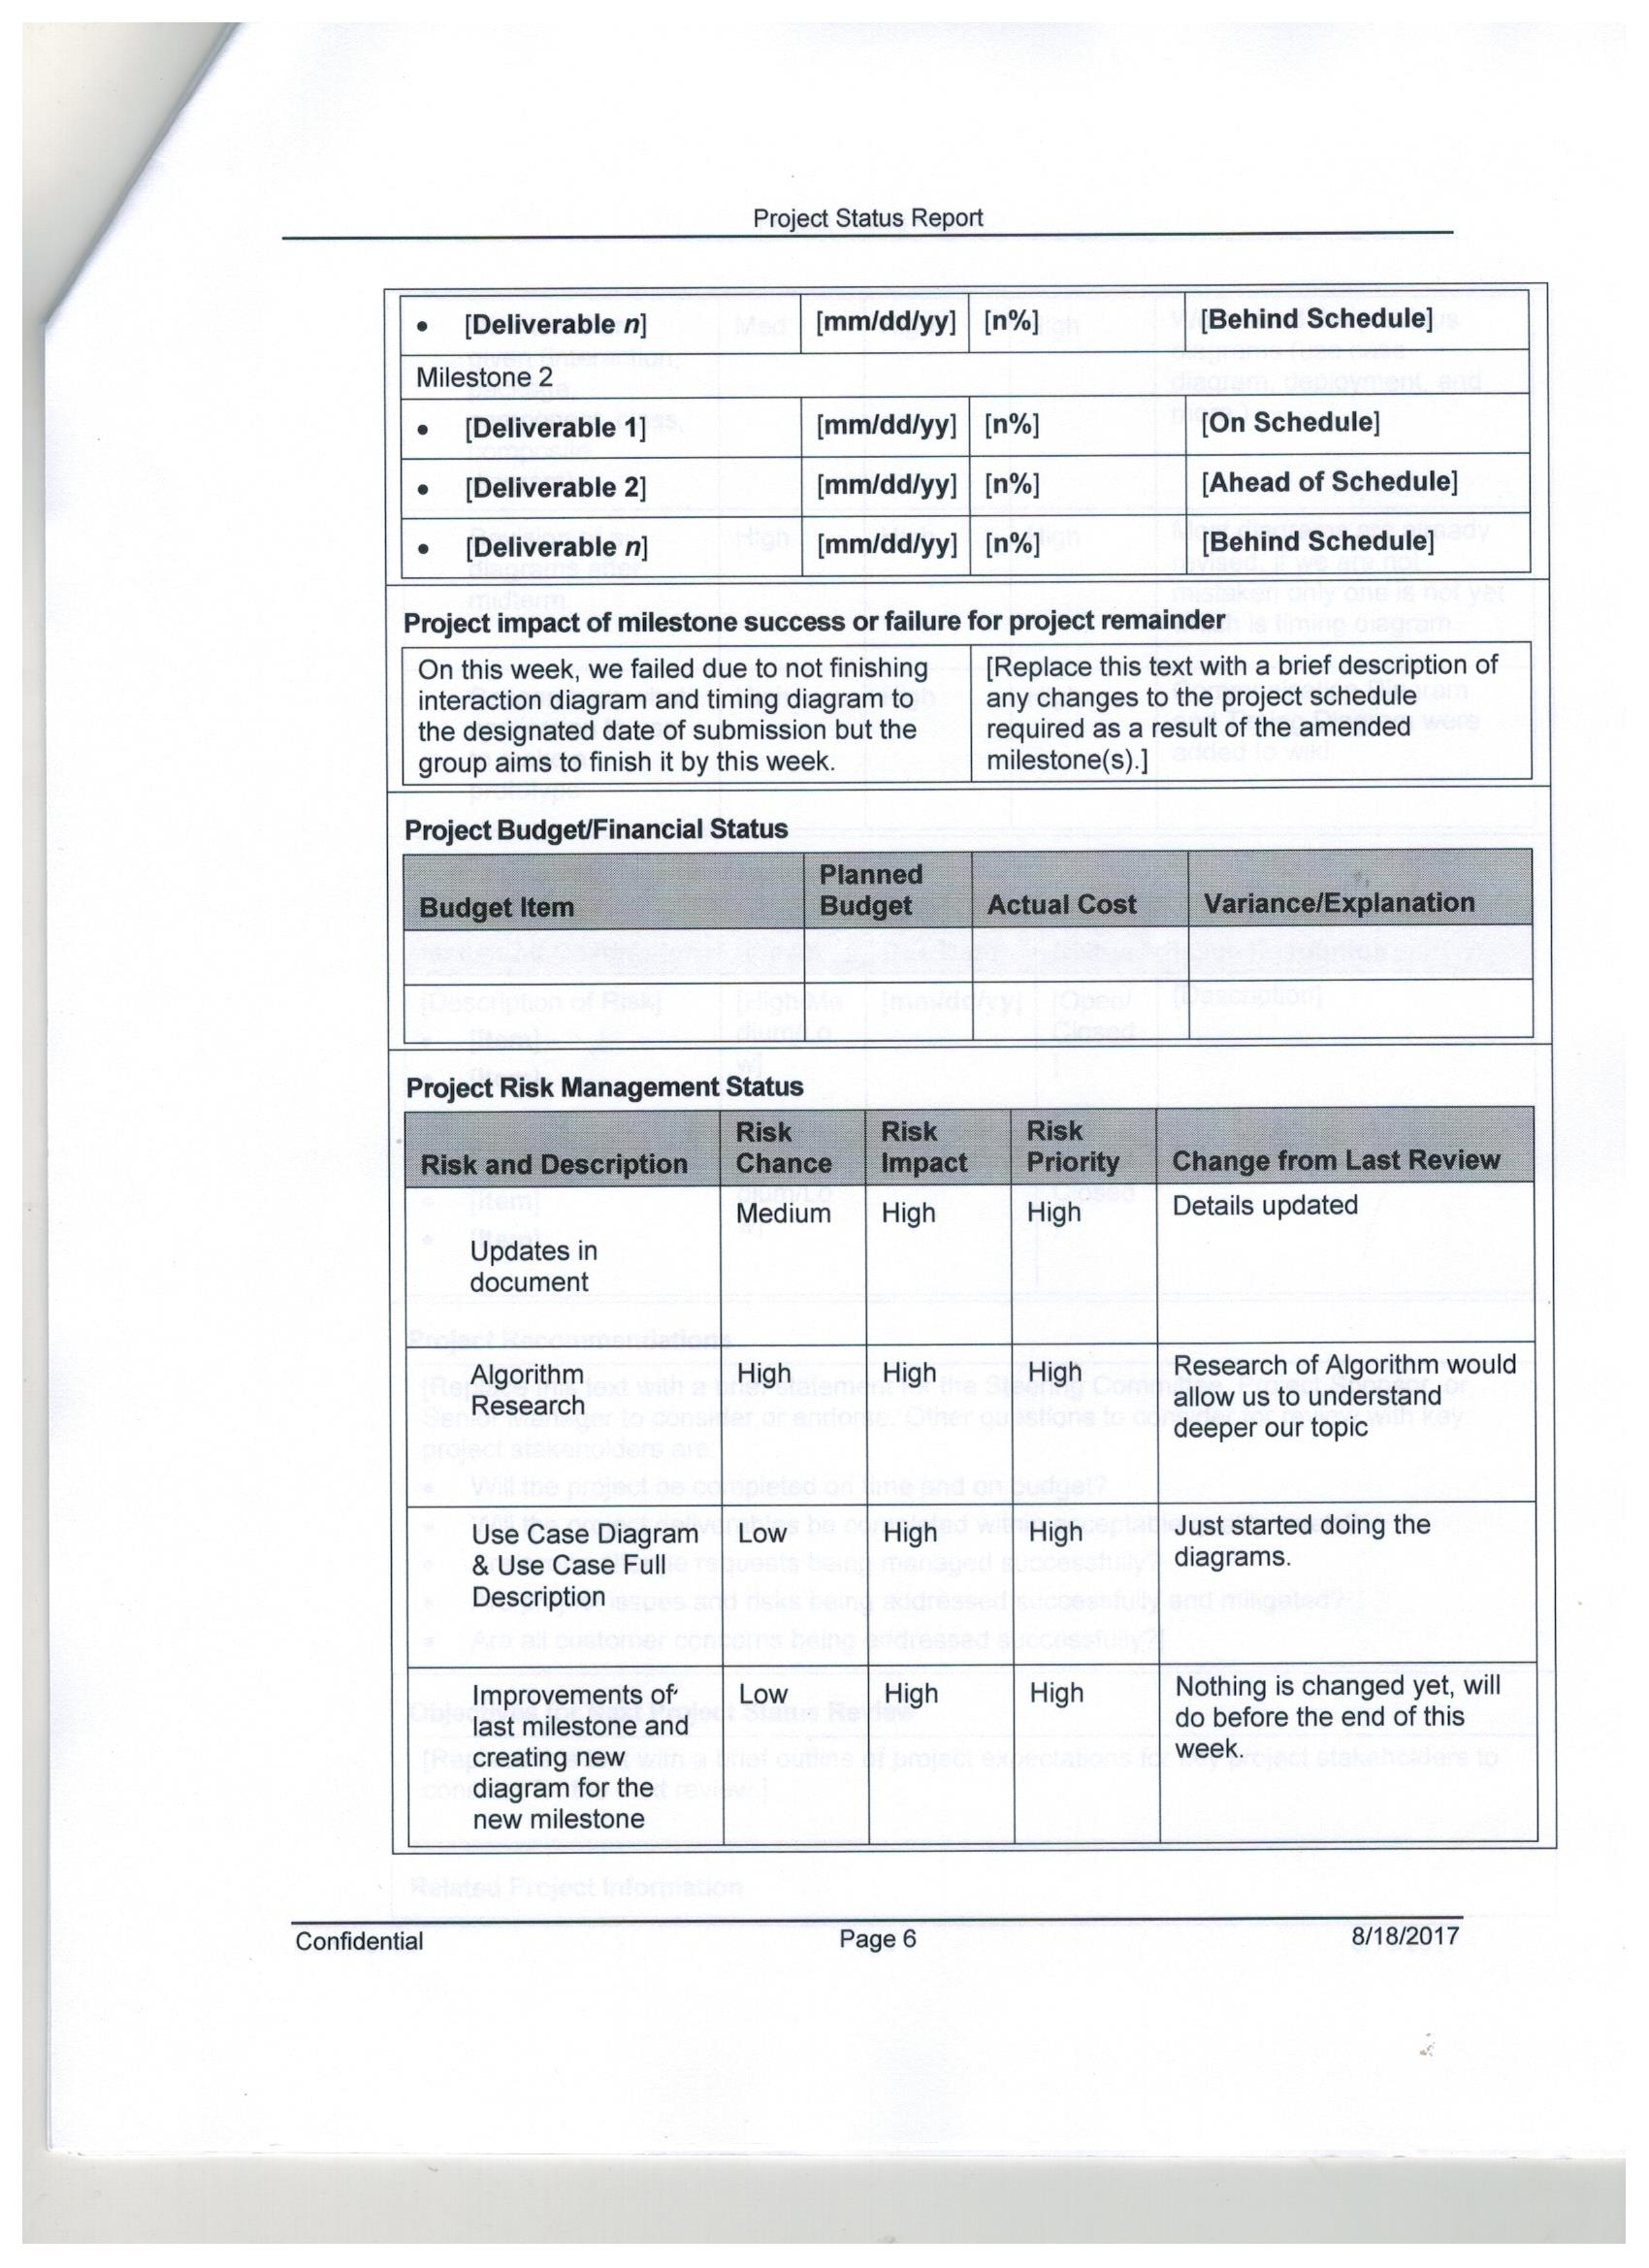 Project Status Report
• [Deliverable n] [mm/dd/yy] [n%] [Behind Schedule]
Milestone 2
• [Deliverable 1] [mm/dd/yy] [n%] [On Schedule]
• [Deliverable 2] [mm/dd/yy] [n%] [Ahead of Schedule]
• [Deliverable n] [mm/dd/yy] [n%] [Behind Schedule]
Project impact of milestone success or failure for project remainder
On this week, we failed due to not finishing
interaction diagram and timing diagram to
the designated date of submission but the
group aims to finish it by this week.
[Replace this text with a brief description of
any changes to the project schedule
required as a result of the amended
milestone(s).]
Project Budget/Financial Status
Budget Item Planned Budget Actual Cost Variance/Explanation
Project Risk Management Status
Risk and Description Risk Chance Risk Impact Risk Priority Change from Last Review
Updates in
document
Medium High High Details updated
Algorithm
Research
High High High
Research of Algorithm would
allow us to understand
deeper our topic
Use Case Diagram
& Use Case Full
Description
Low High High
Just started doing the
diagrams.
Improvements of
last milestone and
creating new
diagram for the
new milestone
Low High High
Nothing is changed yet, will
do before the end of this
week.
Confidential Page 6 8/18/2017